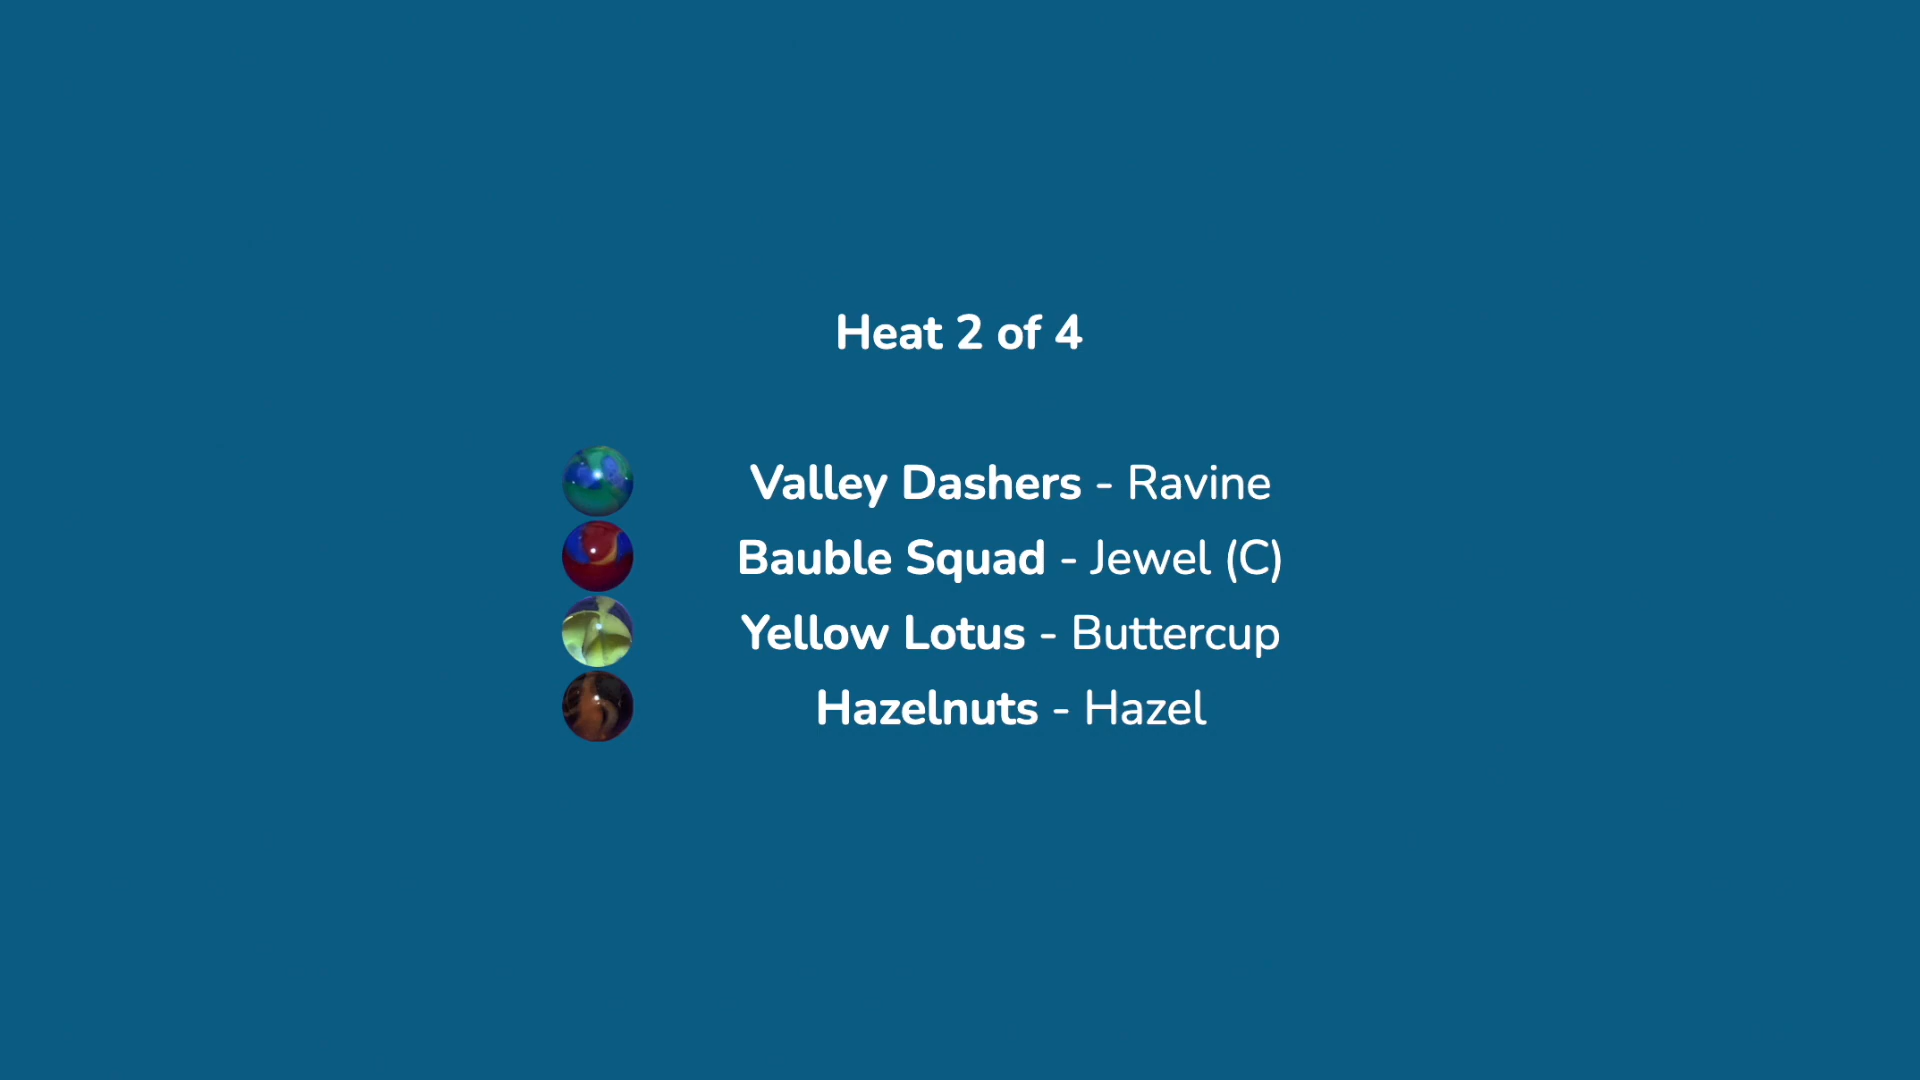 Heat 2 of 4
Valley Dashers - Ravine
Bauble Squad - Jewel (C)
Yellow Lotus - Buttercup
Hazelnuts - Hazel